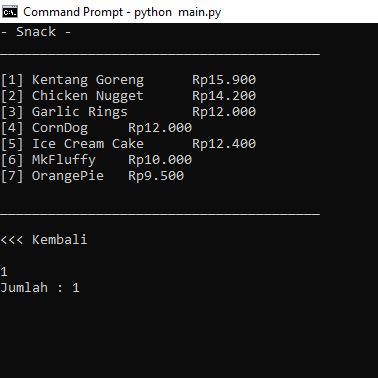 Command Prompt - python main.py
- Snack -
________________________________________
[1] Kentang Goreng      Rp15.900
[2] Chicken Nugget      Rp14.200
[3] Garlic Rings        Rp12.000
[4] CornDog     Rp12.000
[5] Ice Cream Cake      Rp12.400
[6] MkFluffy    Rp10.000
[7] OrangePie   Rp9.500
________________________________________
<<< Kembali
1
Jumlah : 1